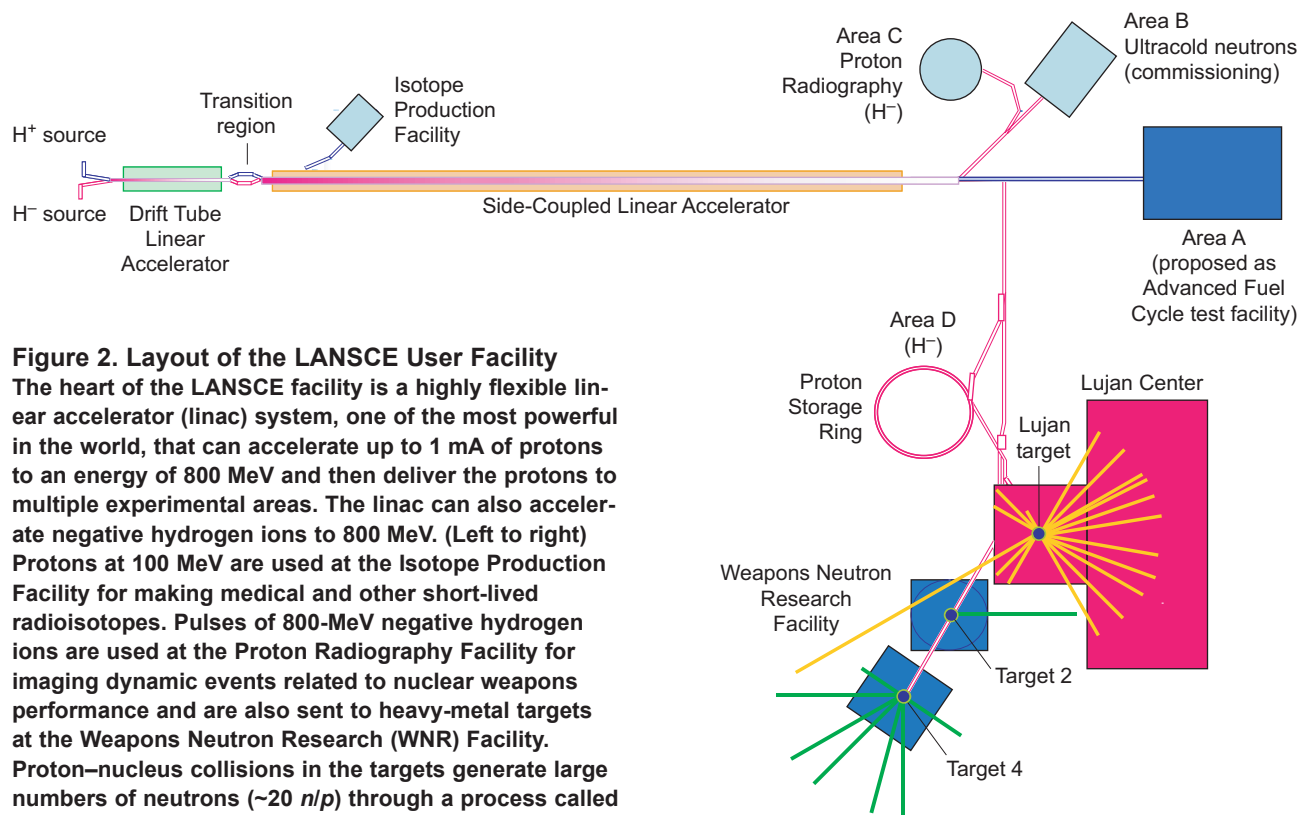 H⁺ source
H⁻ source
Drift Tube
Linear
Accelerator
Transition
region
Isotope
Production
Facility
Side-Coupled Linear Accelerator
Area C
Proton
Radiography
(H⁻)
Area B
Ultracold neutrons
(commissioning)
Area A
(proposed as
Advanced Fuel
Cycle test facility)
Area D
(H⁻)
Proton
Storage
Ring
Lujan Center
Lujan
target
Weapons Neutron
Research
Facility
Target 2
Target 4
Figure 2. Layout of the LANSCE User Facility
The heart of the LANSCE facility is a highly flexible lin-
ear accelerator (linac) system, one of the most powerful
in the world, that can accelerate up to 1 mA of protons
to an energy of 800 MeV and then deliver the protons to
multiple experimental areas. The linac can also acceler-
ate negative hydrogen ions to 800 MeV. (Left to right)
Protons at 100 MeV are used at the Isotope Production
Facility for making medical and other short-lived
radioisotopes. Pulses of 800-MeV negative hydrogen
ions are used at the Proton Radiography Facility for
imaging dynamic events related to nuclear weapons
performance and are also sent to heavy-metal targets
at the Weapons Neutron Research (WNR) Facility.
Proton–nucleus collisions in the targets generate large
numbers of neutrons (~20 n/p) through a process called